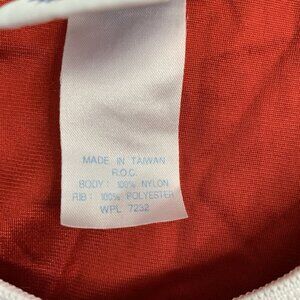 MADE IN TAIWAN
R.O.C.
BODY: 100% NYLON
RIB: 100% POLYESTER
WPL 7232